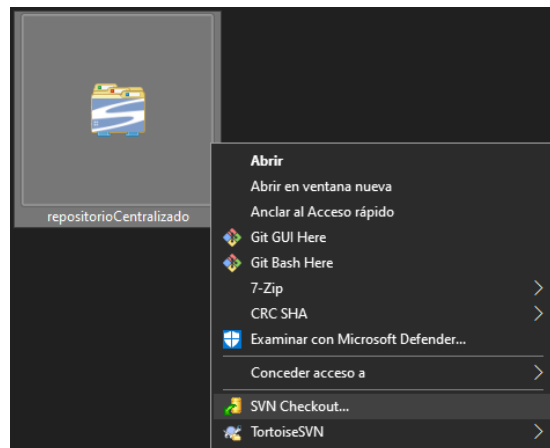 repositorioCentralizado
Abrir
Abrir en ventana nueva
Anclar al Acceso rápido
Git GUI Here
Git Bash Here
7-Zip
CRC SHA
Examinar con Microsoft Defender...
Conceder acceso a
SVN Checkout...
TortoiseSVN